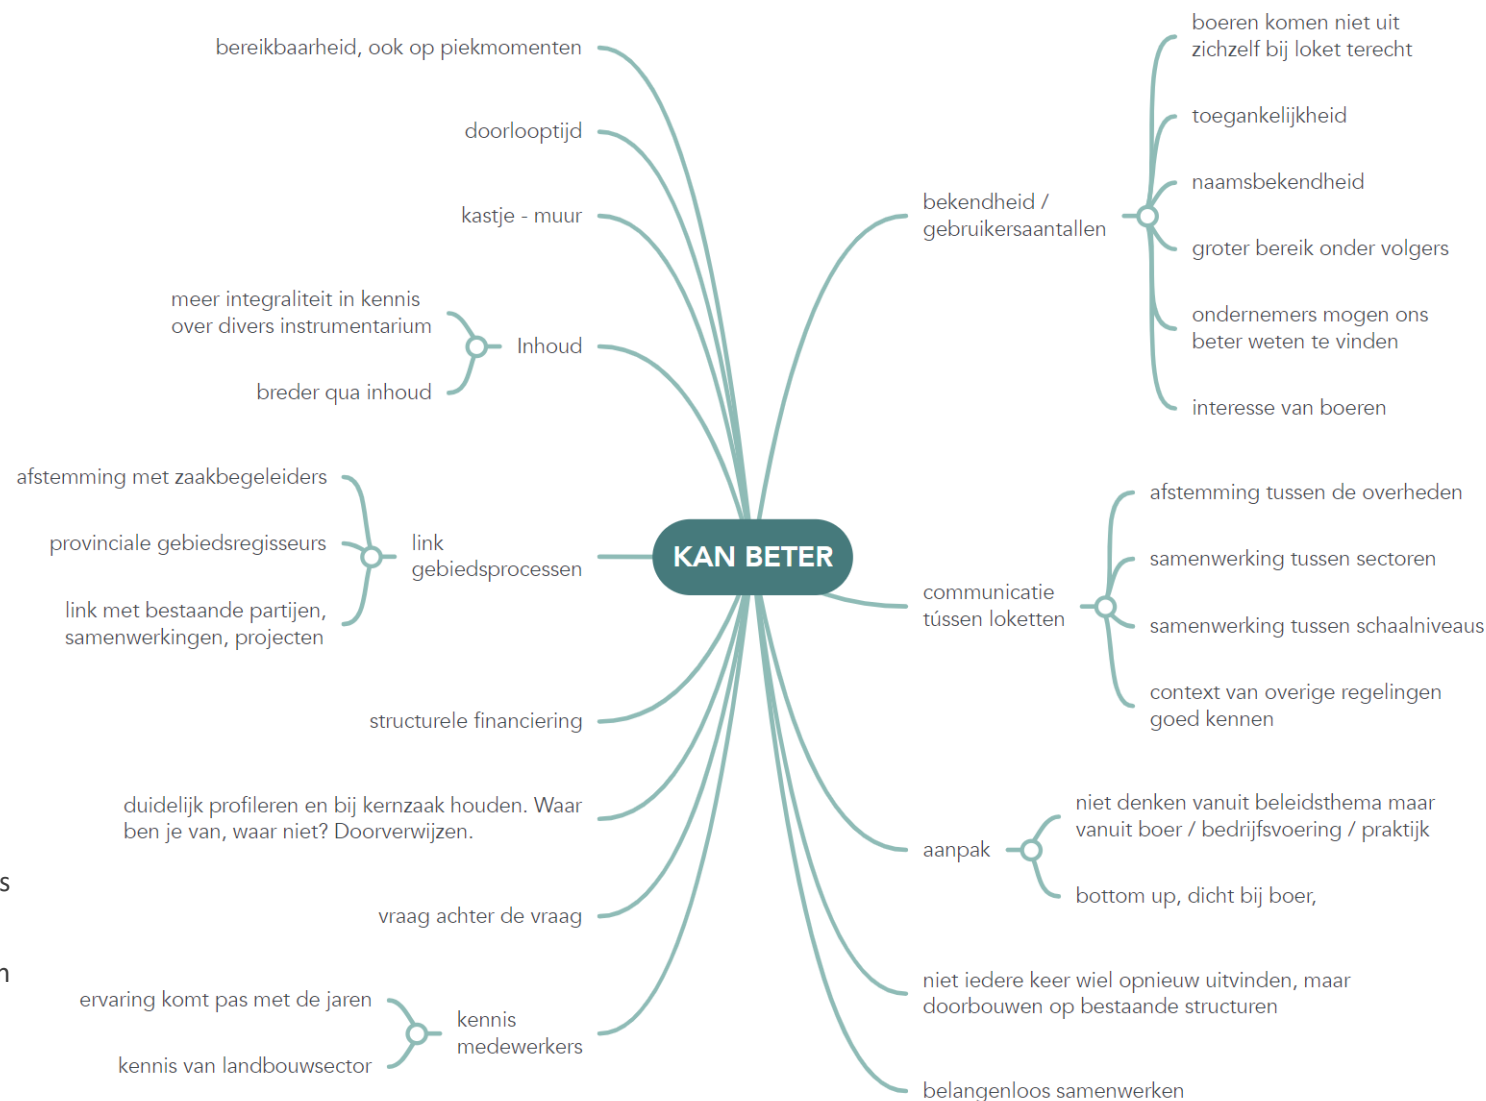 bereikbaarheid, ook op piekmomenten
doorlooptijd
kastje - muur
meer integraliteit in kennis
over divers instrumentarium
Inhoud
breder qua inhoud
afstemming met zaakbegeleiders
provinciale gebiedsregisseurs
link
gebiedsprocessen
link met bestaande partijen,
samenwerkingen, projecten
structurele financiering
duidelijk profileren en bij kernzaak houden. Waar
ben je van, waar niet? Doorverwijzen.
s
vraag achter de vraag
n
ervaring komt pas met de jaren
kennis
medewerkers
kennis van landbouwsector
KAN BETER
boeren komen niet uit
zichzelf bij loket terecht
toegankelijkheid
naamsbekendheid
bekendheid /
gebruikersaantallen
groter bereik onder volgers
ondernemers mogen ons
beter weten te vinden
interesse van boeren
afstemming tussen de overheden
samenwerking tussen sectoren
communicatie
tússen loketten
samenwerking tussen schaalniveaus
context van overige regelingen
goed kennen
niet denken vanuit beleidsthema maar
vanuit boer / bedrijfsvoering / praktijk
aanpak
bottom up, dicht bij boer,
niet iedere keer wiel opnieuw uitvinden, maar
doorbouwen op bestaande structuren
belangenloos samenwerken